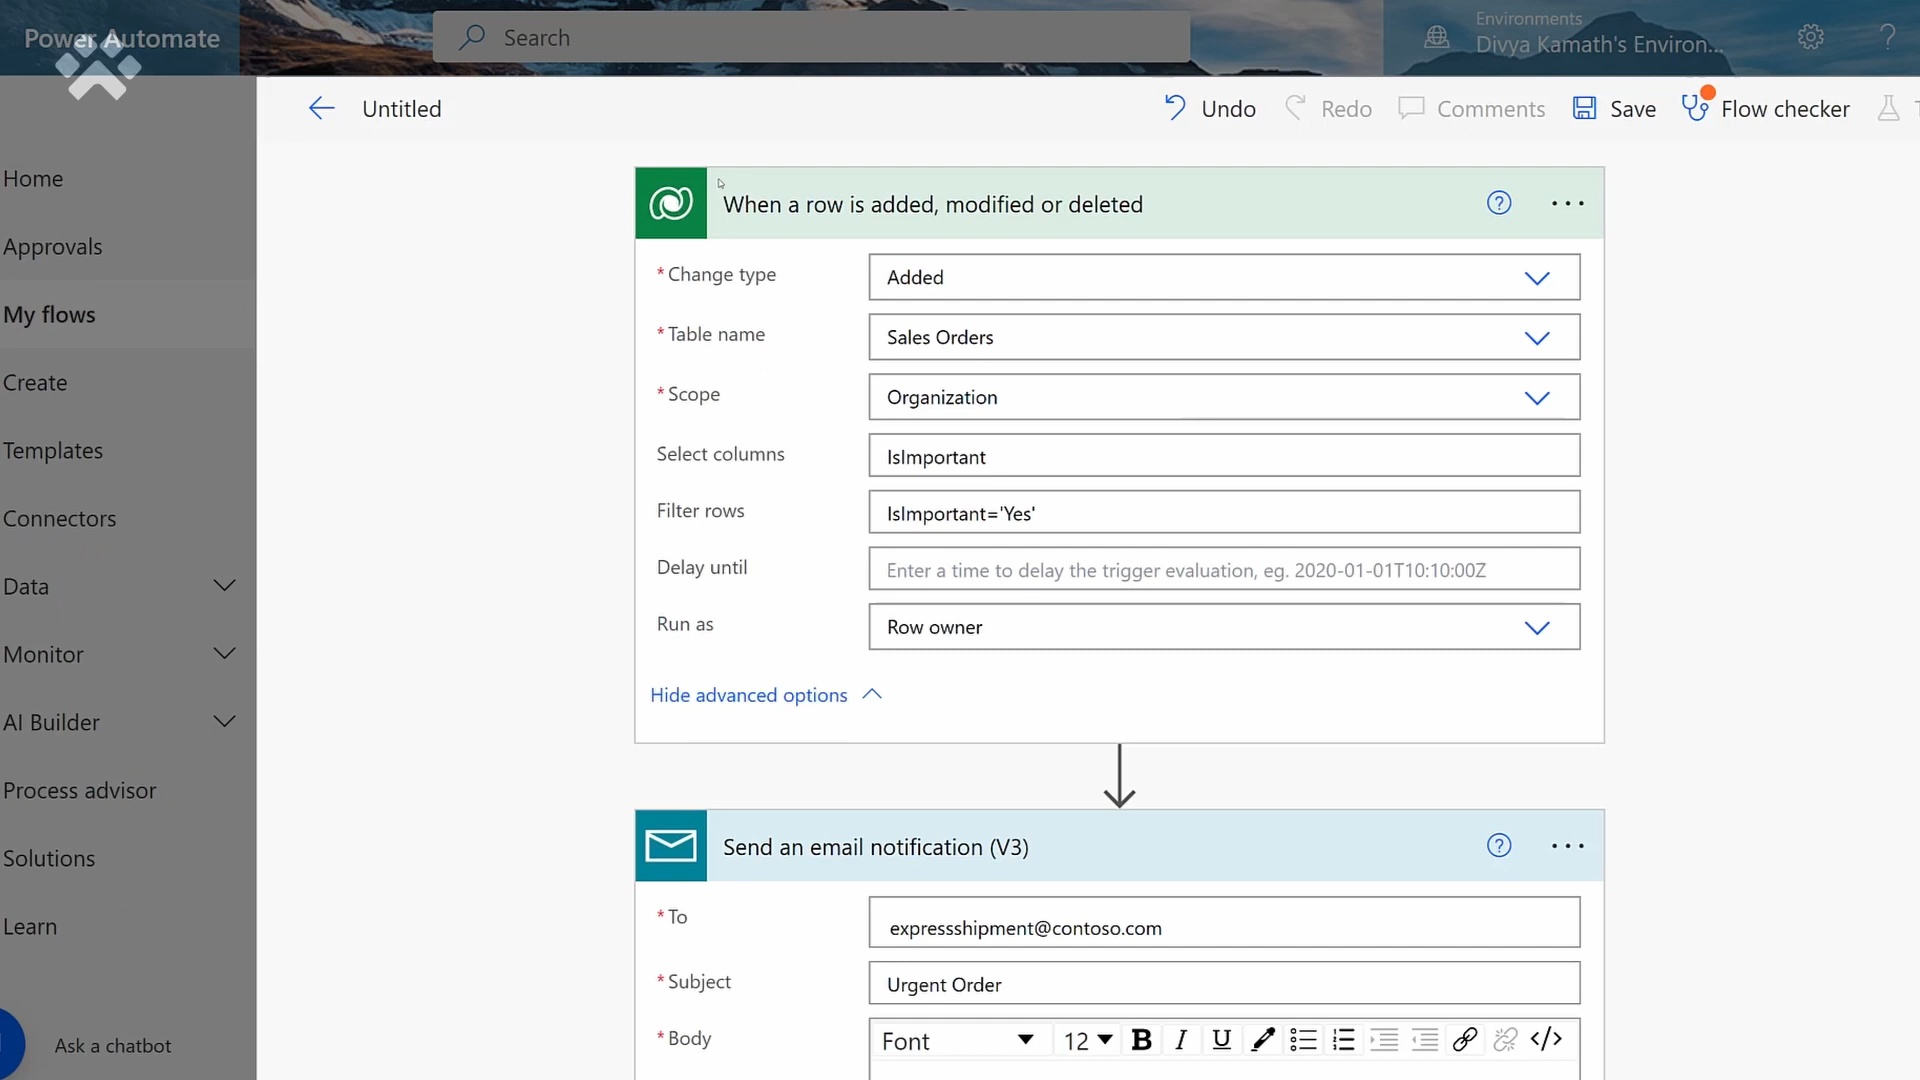 Power Automate
Search
Environments
Divya Kamath's Environ...
?
Untitled
Undo
Redo
Comments
Save
Flow checker
Home
Approvals
My flows
Create
Templates
Connectors
Data
Monitor
AI Builder
Process advisor
Solutions
Learn
Ask a chatbot
When a row is added, modified or deleted
?
* Change type
Added
* Table name
Sales Orders
* Scope
Organization
Select columns
IsImportant
Filter rows
IsImportant='Yes'
Delay until
Enter a time to delay the trigger evaluation, eg. 2020-01-01T10:10:00Z
Run as
Row owner
Hide advanced options
Send an email notification (V3)
?
* To
expressshipment@contoso.com
* Subject
Urgent Order
* Body
Font 12 B I U </>